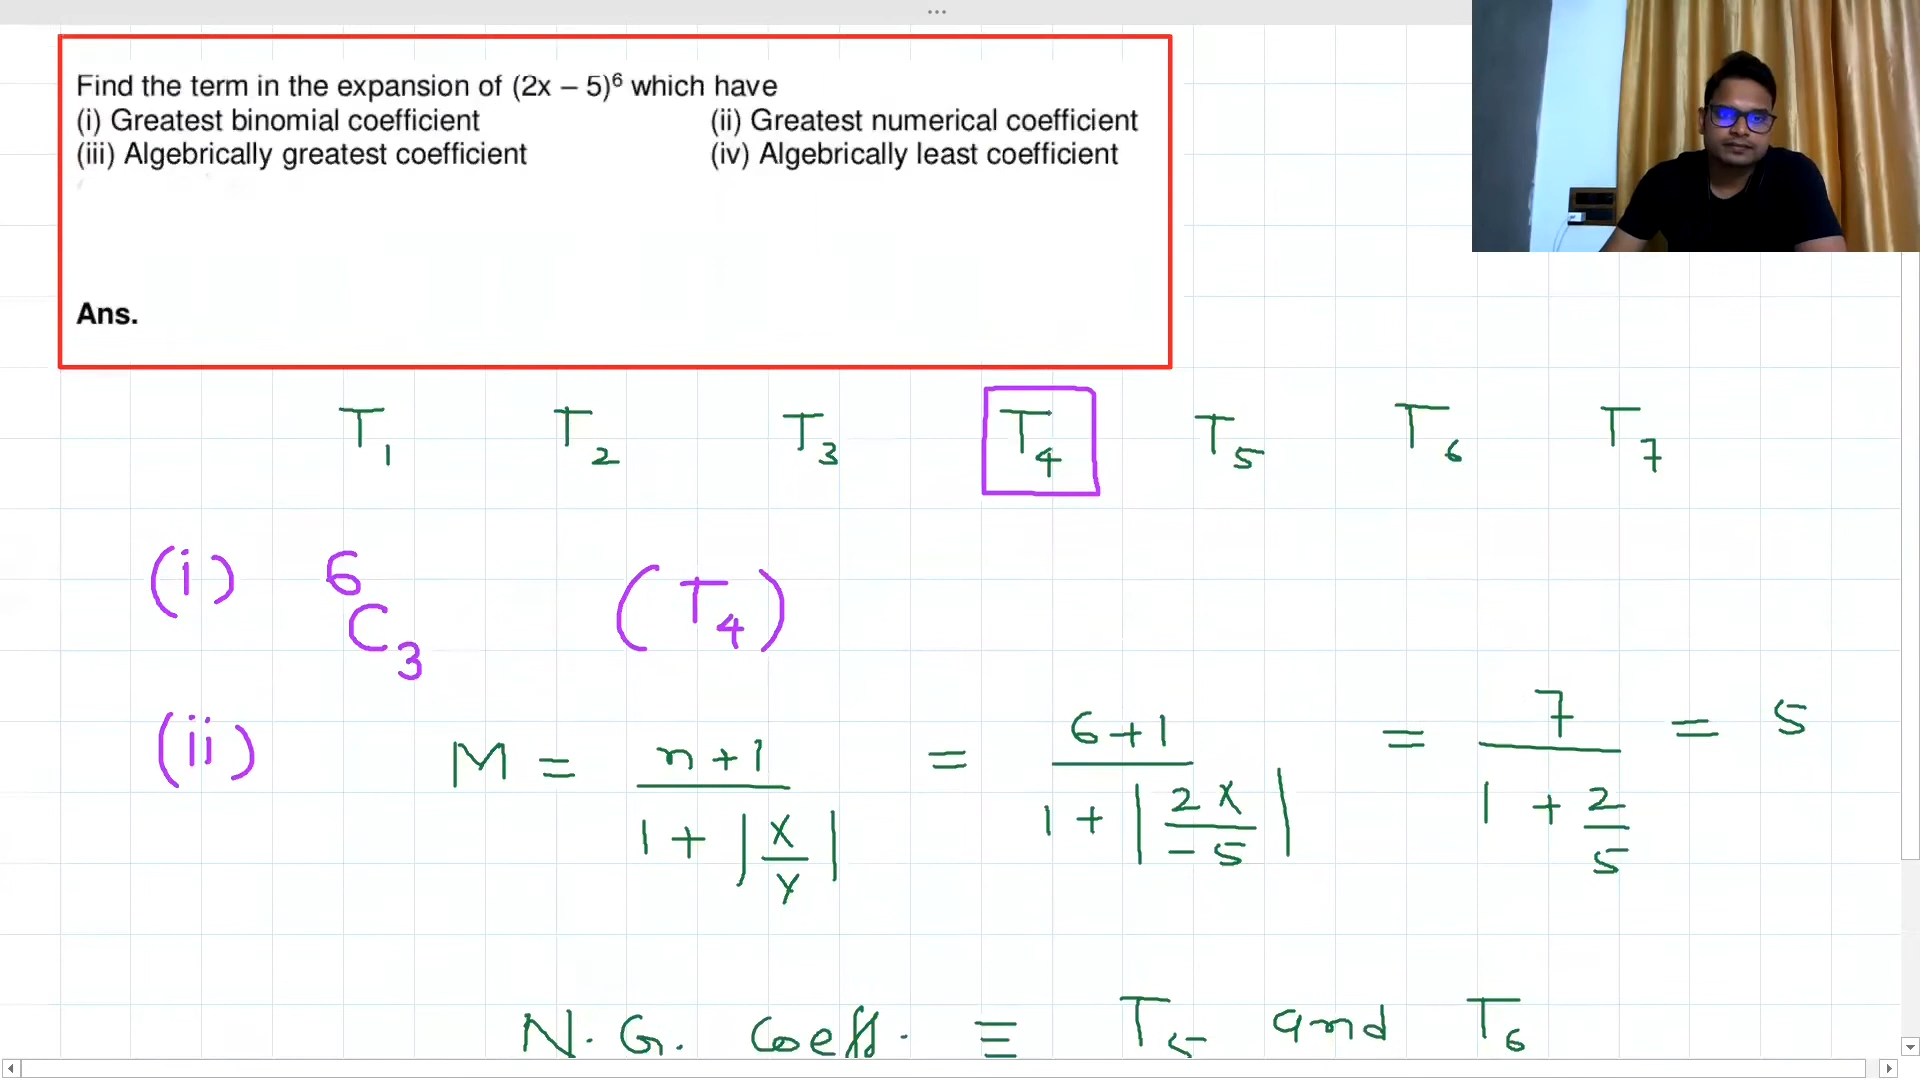 Find the term in the expansion of (2x – 5)⁶ which have
(i) Greatest binomial coefficient (ii) Greatest numerical coefficient
(iii) Algebrically greatest coefficient (iv) Algebrically least coefficient
Ans.
T₁ T₂ T₃ T₄ T₅ T₆ T₇
(i) ⁶C₃ (T₄)
(ii) M = (n+1)/(1+|x/y|) = (6+1)/(1+|2x/-5|) = 7/(1+2/5) = 5
N.G. Coeff. ≡ T₅ and T₆